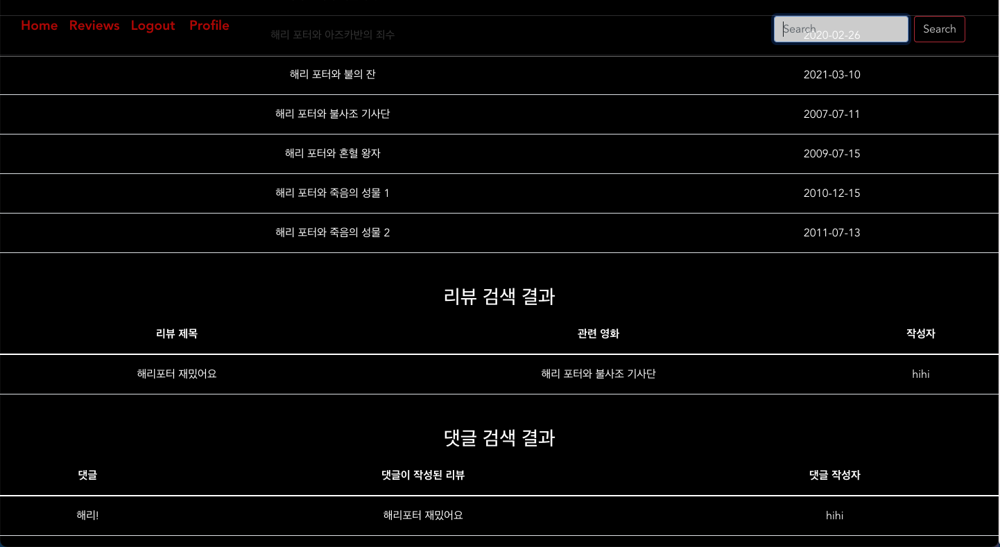 Home Reviews Logout Profile Search Search
해리 포터와 아즈카반의 죄수 2020-02-26
해리 포터와 불의 잔 2021-03-10
해리 포터와 불사조 기사단 2007-07-11
해리 포터와 혼혈 왕자 2009-07-15
해리 포터와 죽음의 성물 1 2010-12-15
해리 포터와 죽음의 성물 2 2011-07-13
리뷰 검색 결과
리뷰 제목 관련 영화 작성자
해리포터 재밌어요 해리 포터와 불사조 기사단 hihi
댓글 검색 결과
댓글 댓글이 작성된 리뷰 댓글 작성자
해리! 해리포터 재밌어요 hihi